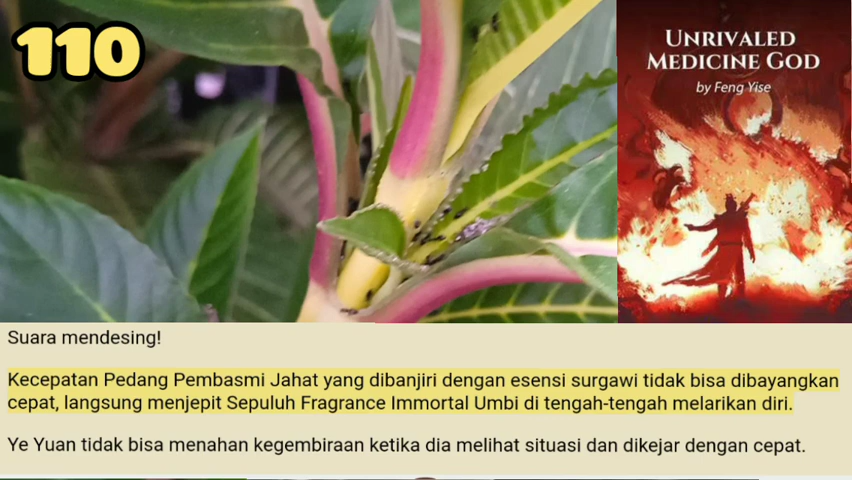 110
UNRIVALED
MEDICINE GOD
by Feng Yise
Suara mendesing!
Kecepatan Pedang Pembasmi Jahat yang dibanjiri dengan esensi surgawi tidak bisa dibayangkan
cepat, langsung menjepit Sepuluh Fragrance Immortal Umbi di tengah-tengah melarikan diri.
Ye Yuan tidak bisa menahan kegembiraan ketika dia melihat situasi dan dikejar dengan cepat.